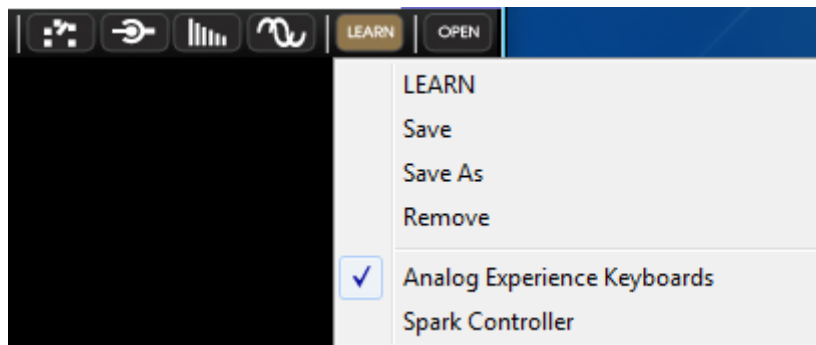 LEARN OPEN
LEARN
Save
Save As
Remove
Analog Experience Keyboards
Spark Controller